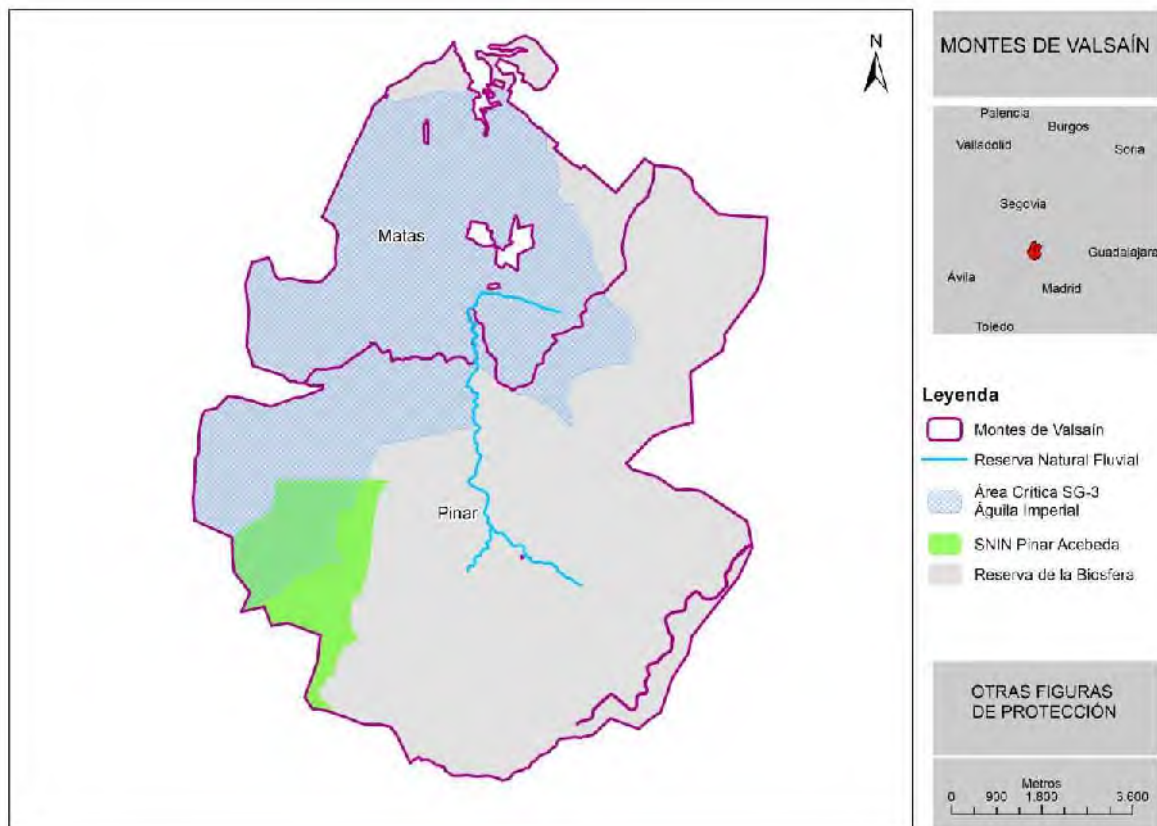 N
Matas
Pinar
MONTES DE VALSAÍN
Palencia
Burgos
Valladolid
Soria
Segovia
Guadalajara
Ávila
Madrid
Toledo
Leyenda
Montes de Valsaín
Reserva Natural Fluvial
Área Crítica SG-3
Águila Imperial
SNIN Pinar Acebeda
Reserva de la Biosfera
OTRAS FIGURAS
DE PROTECCIÓN
Metros
0 900 1.800 3.600